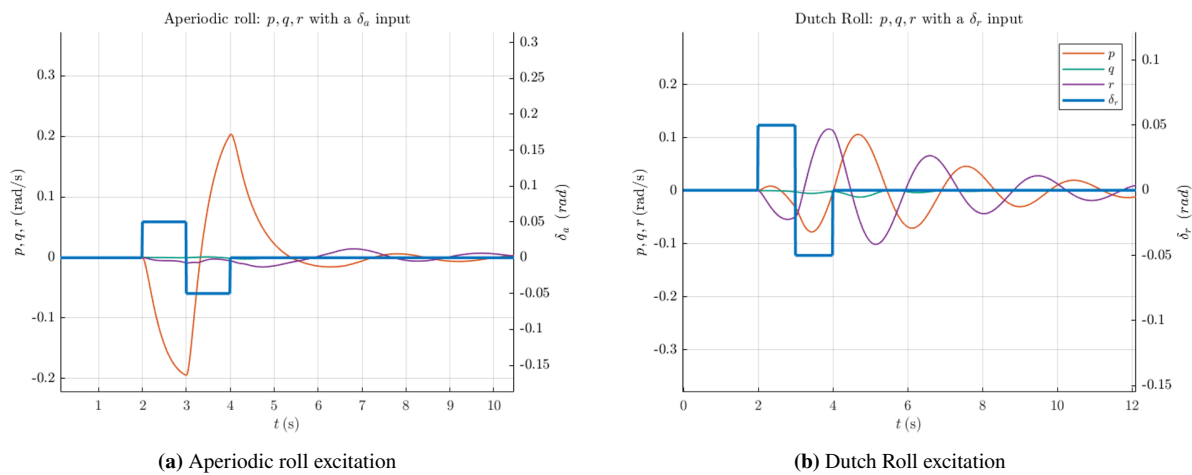 Aperiodic roll: p, q, r with a δₐ input
0.3
0.2
0.1
0
-0.1
-0.2
p, q, r (rad/s)
0.3
0.25
0.2
0.15
0.1
0.05
0
-0.05
-0.1
-0.15
δₐ (rad)
1 2 3 4 5 6 7 8 9 10
t (s)
(a) Aperiodic roll excitation
Dutch Roll: p, q, r with a δᵣ input
p
q
r
δᵣ
0.2
0.1
0
-0.1
-0.2
-0.3
p, q, r (rad/s)
0.1
0.05
0
-0.05
-0.1
-0.15
δᵣ (rad)
0 2 4 6 8 10 12
t (s)
(b) Dutch Roll excitation